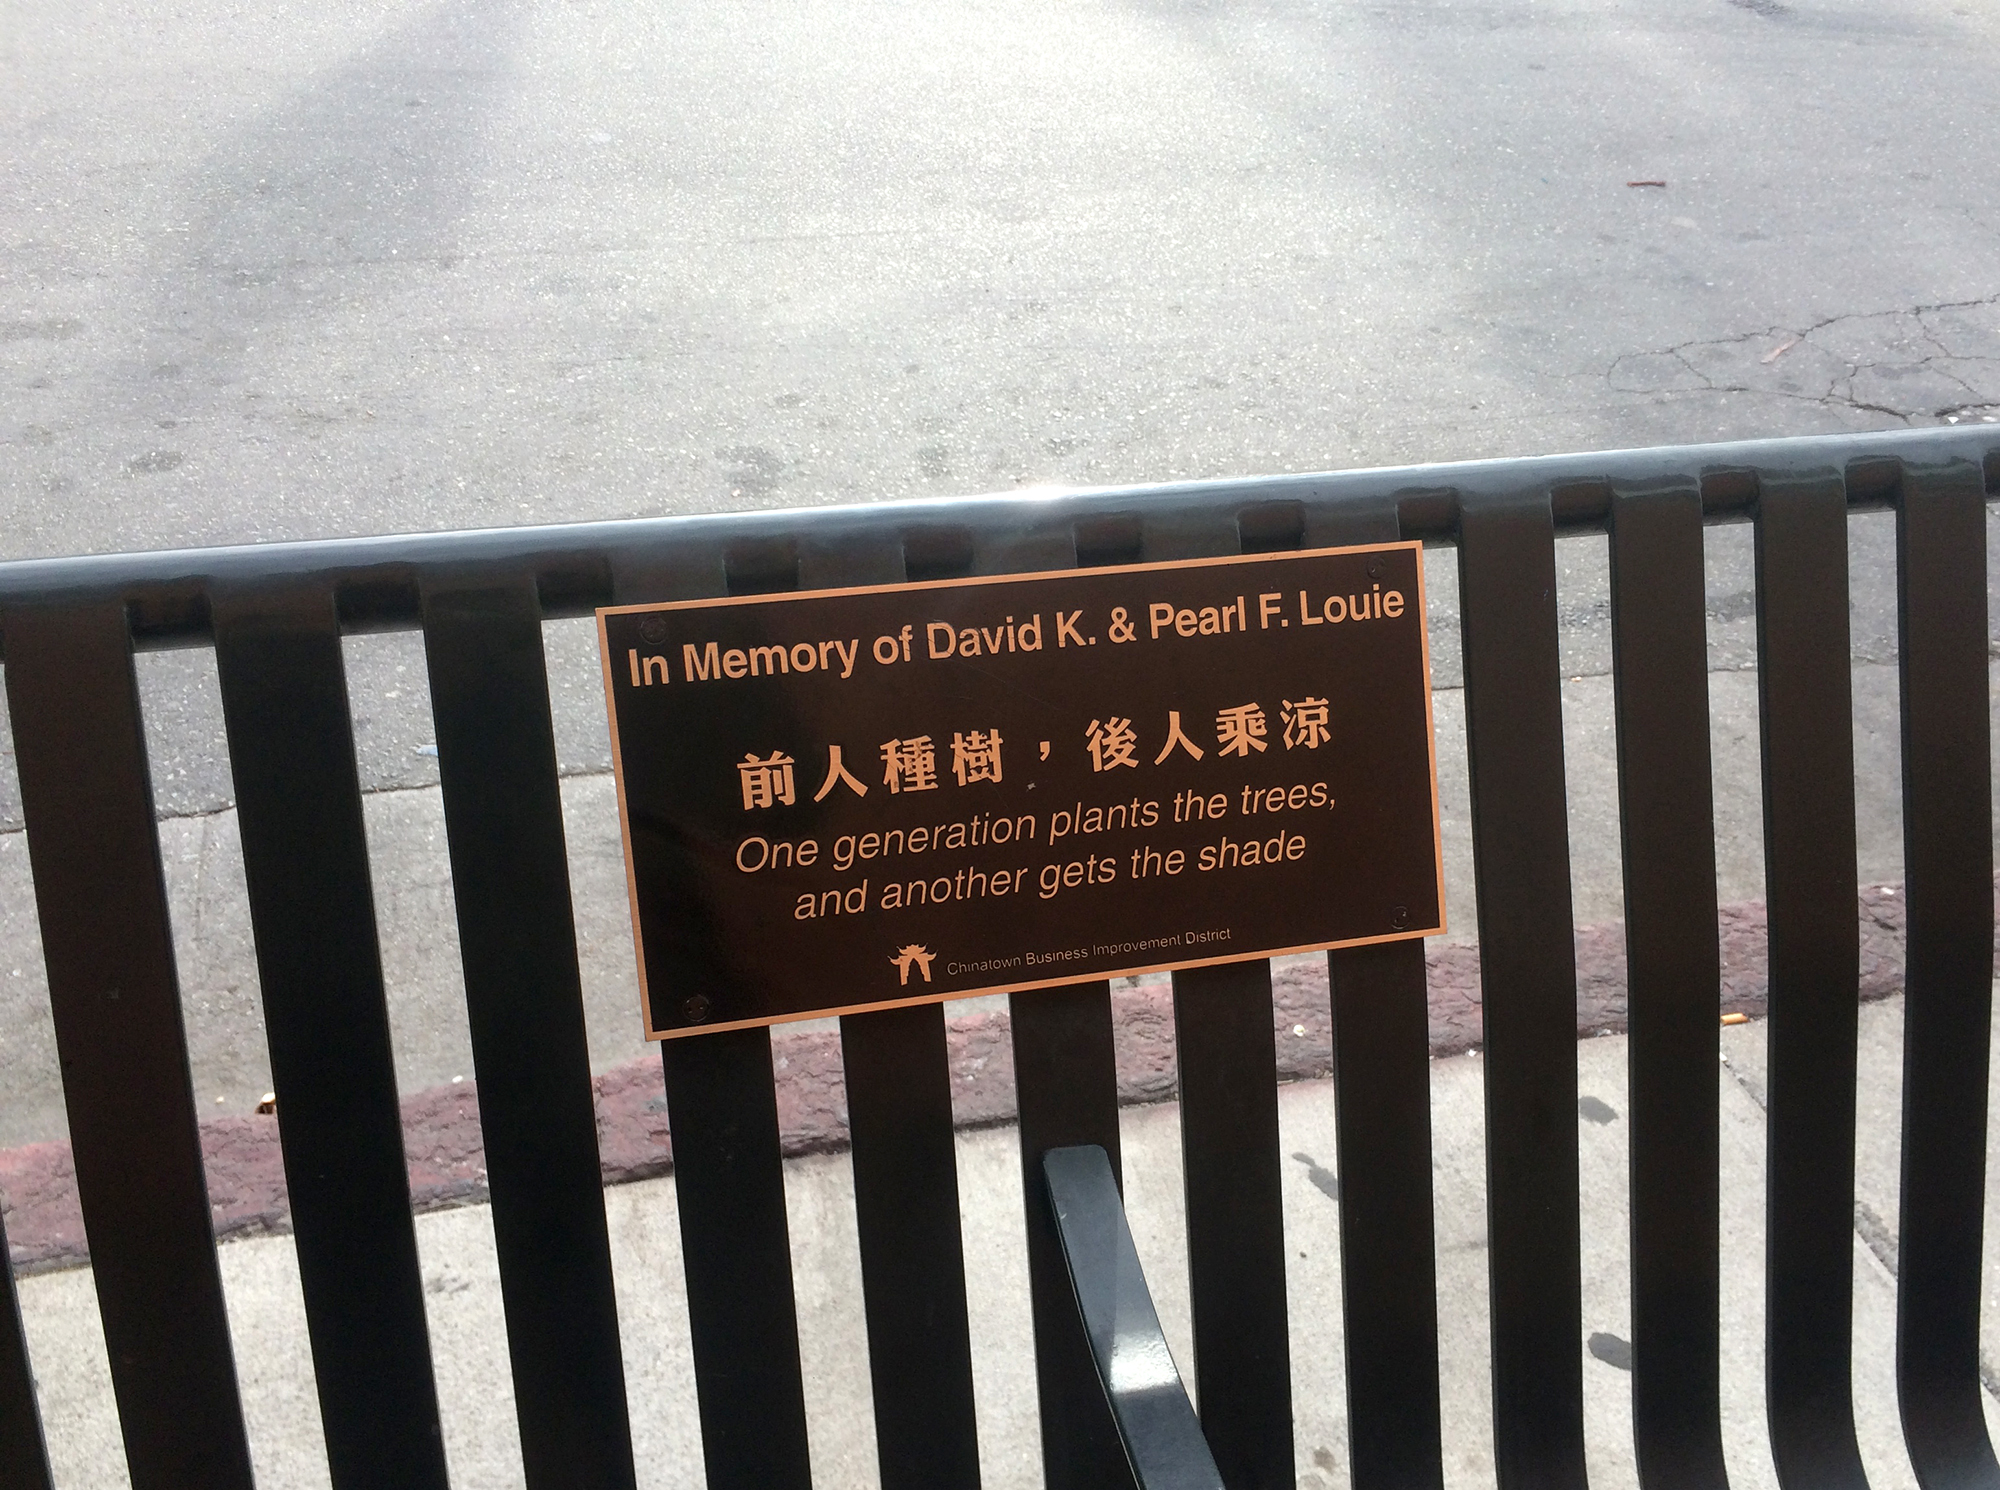 In Memory of David K. & Pearl F. Louie
前人種樹，後人乘涼
One generation plants the trees,
and another gets the shade
Chinatown Business Improvement District